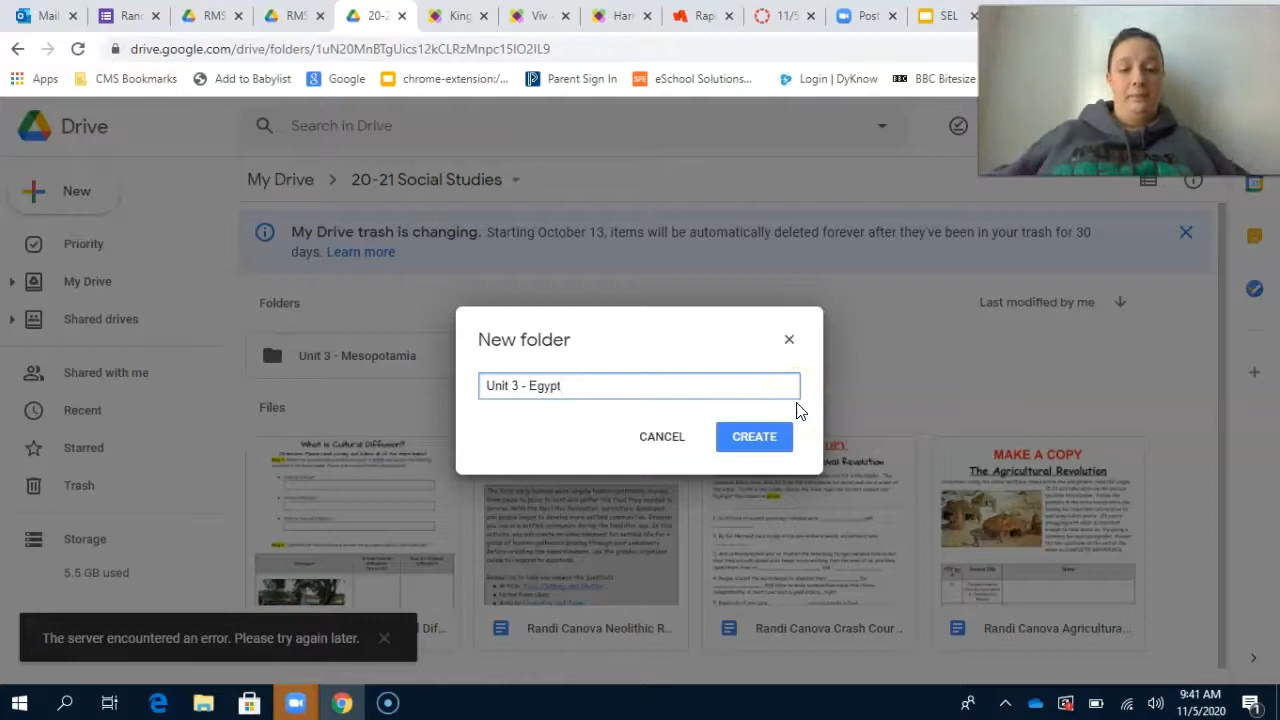 Mail
Ran
RMS
RMS
20-2
King
Viv
Har
Rap
11/5
Post
SEL
drive.google.com/drive/folders/1uN20MnBTgUics12kCLRzMnpc15IO2IL9
Apps
CMS Bookmarks
Add to Babylist
Google
chrome-extension:/...
Parent Sign In
eSchool Solutions...
Login | DyKnow
BBC Bitesize
Drive
Search in Drive
New
My Drive > 20-21 Social Studies
My Drive trash is changing. Starting October 13, items will be automatically deleted forever after they've been in your trash for 30
days. Learn more
Priority
My Drive
Shared drives
Shared with me
Recent
Starred
Trash
Storage
5.5 GB used
Folders
Last modified by me
Unit 3 - Mesopotamia
Files
New folder
Unit 3 - Egypt
CANCEL
CREATE
What is Cultural Diffusion?
MAKE A COPY
The Agricultural Revolution
Randi Canova Neolithic R...
Randi Canova Crash Cour...
Randi Canova Agricultura...
The server encountered an error. Please try again later.
9:41 AM
11/5/2020